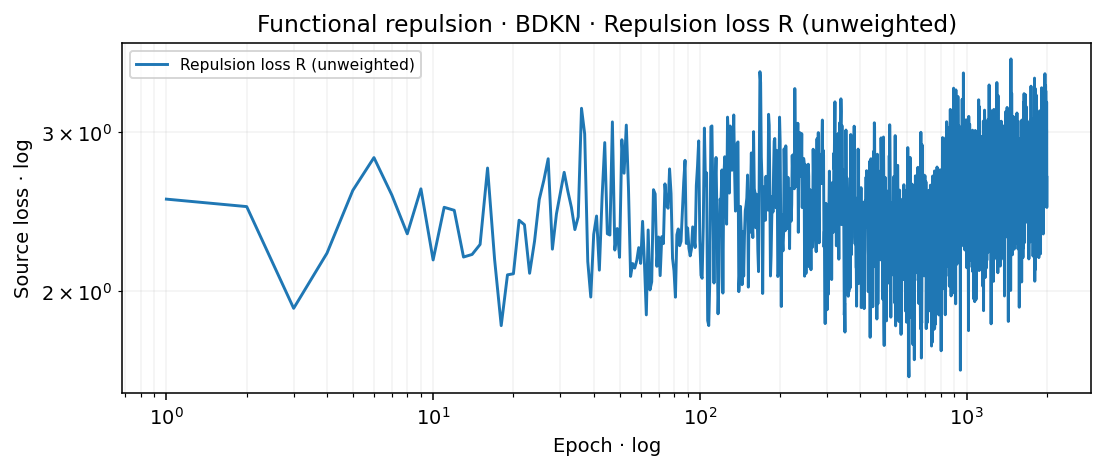 Functional repulsion · BDKN · Repulsion loss R (unweighted)
Repulsion loss R (unweighted)
Source loss · log
3 × 10⁰
2 × 10⁰
10⁰ 10¹ 10² 10³
Epoch · log